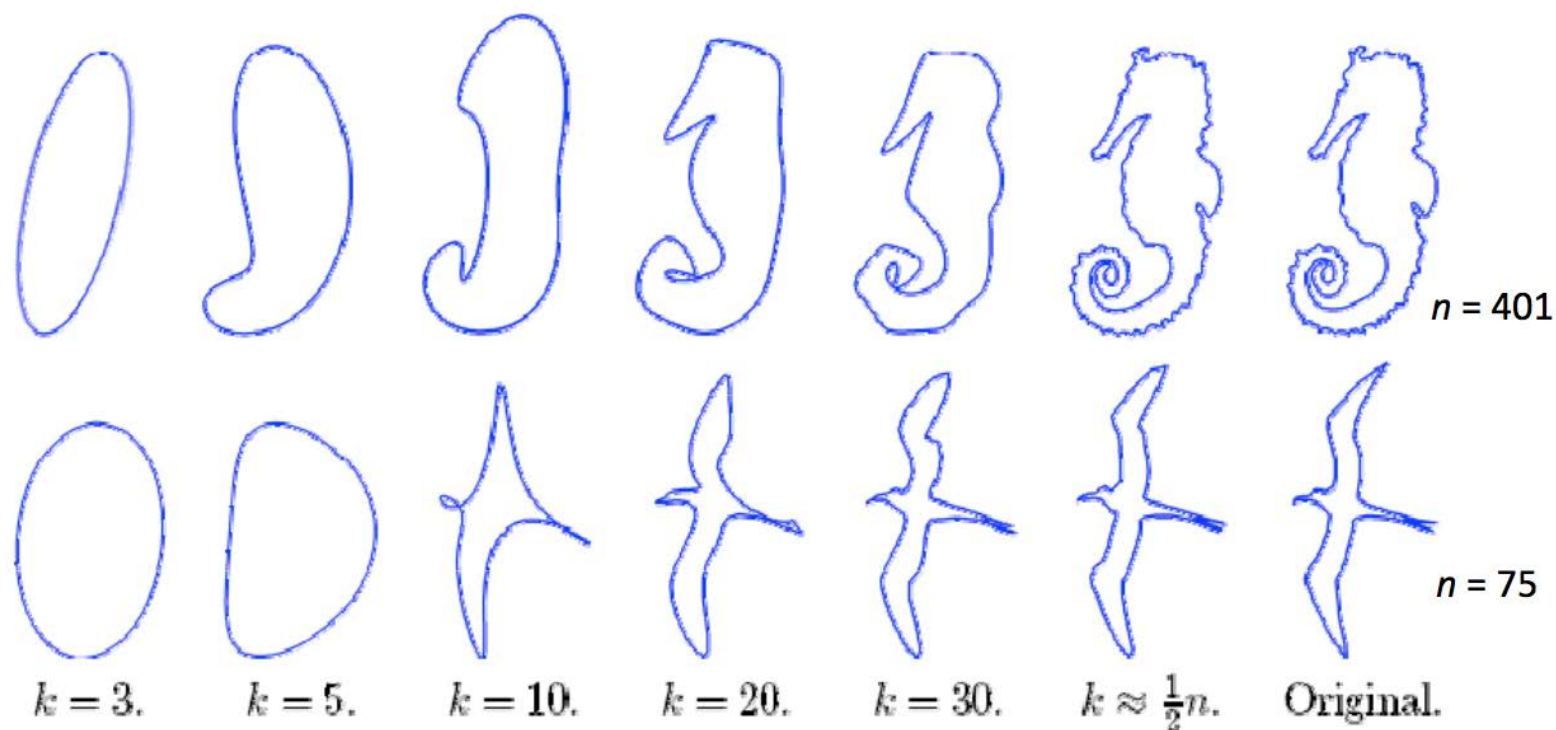 n = 401
n = 75
k = 3. k = 5. k = 10. k = 20. k = 30. k ≈ ½n. Original.